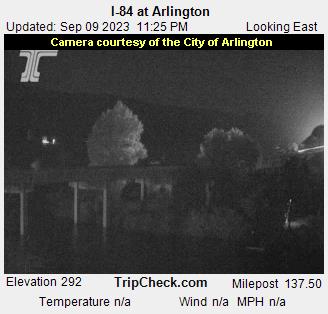 I-84 at Arlington
Updated: Sep 09 2023 11:25 PM Looking East
Camera courtesy of the City of Arlington
Elevation 292 TripCheck.com Milepost 137.50
Temperature n/a Wind n/a MPH n/a